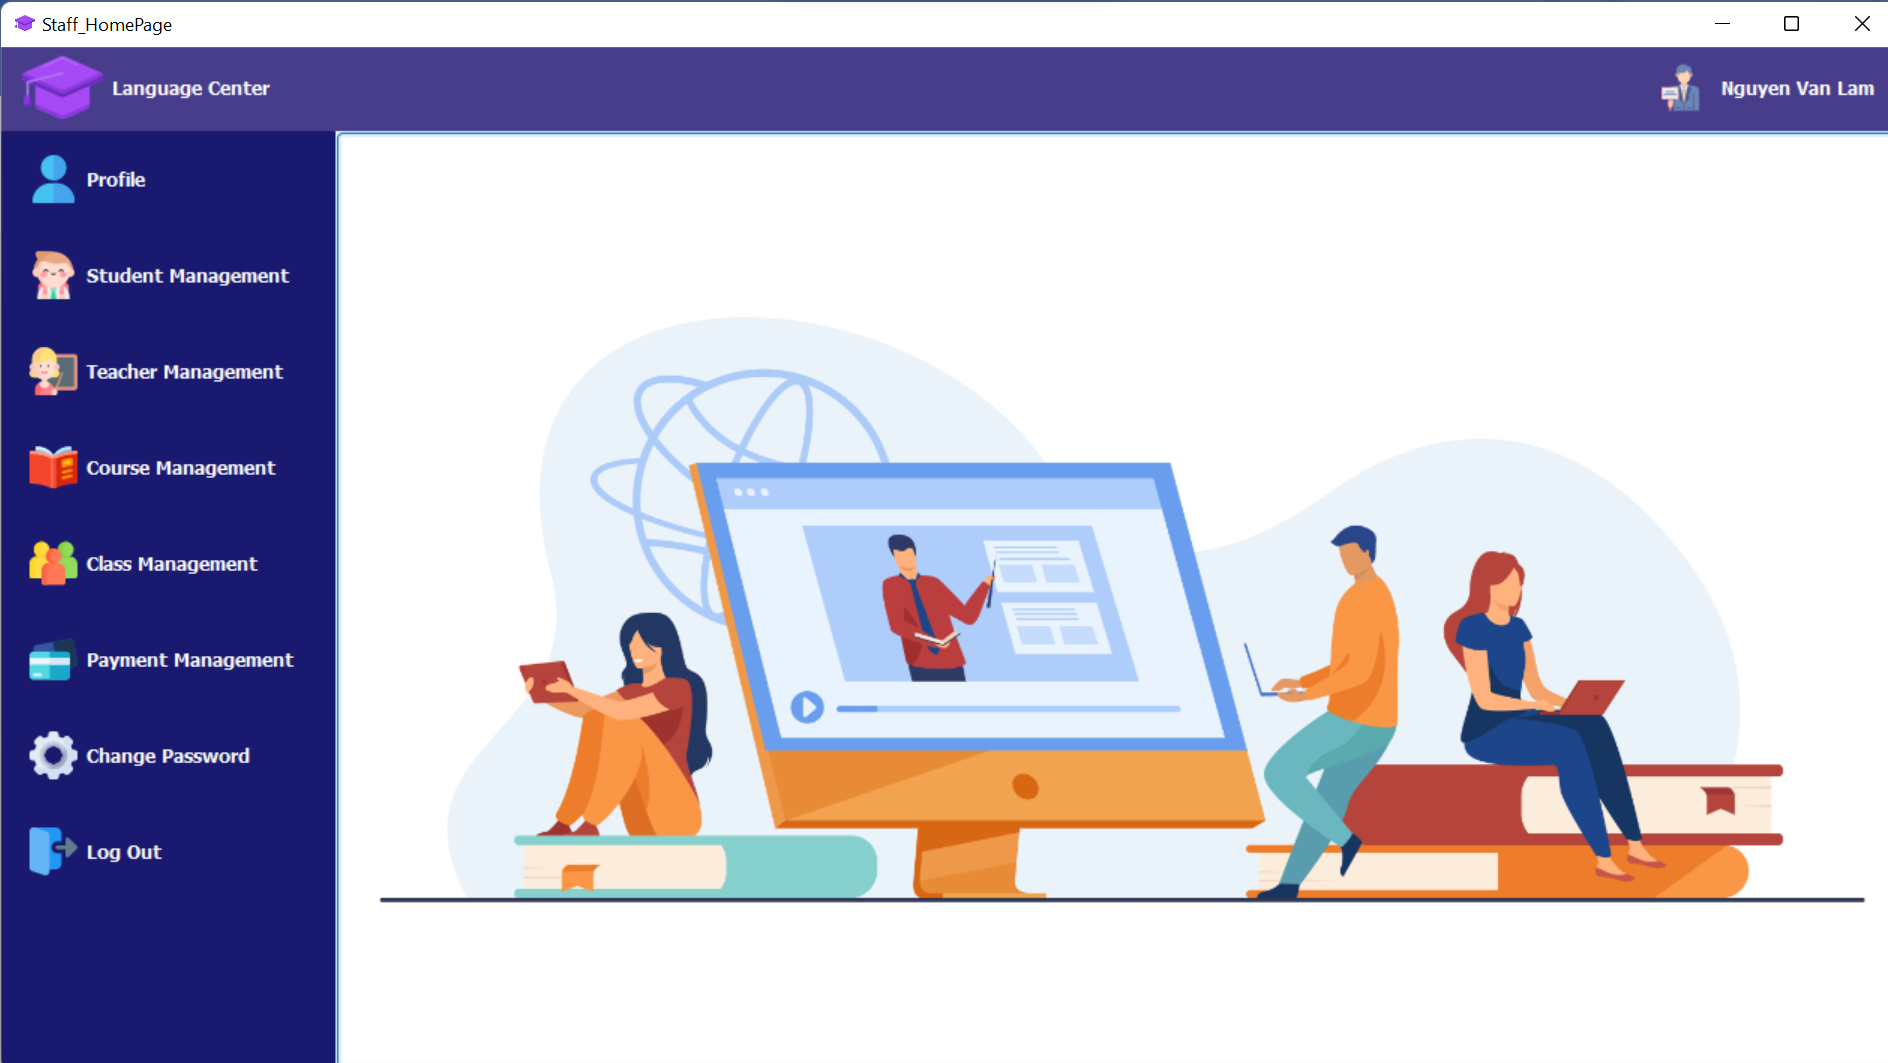 Staff_HomePage
Language Center
Nguyen Van Lam
Profile
Student Management
Teacher Management
Course Management
Class Management
Payment Management
Change Password
Log Out